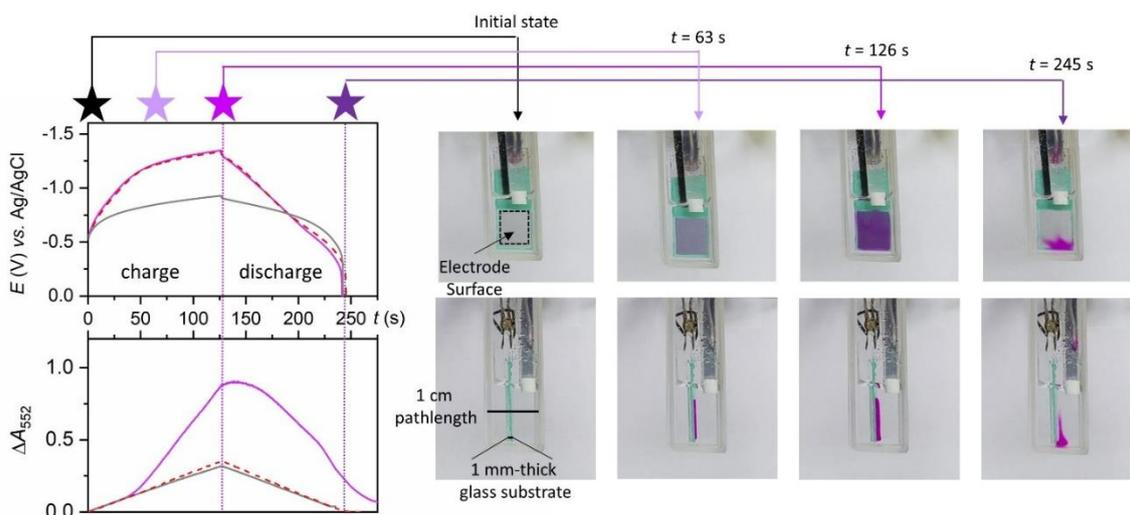 Initial state
t = 63 s
t = 126 s
t = 245 s
E (V) vs. Ag/AgCl
-1.5
-1.0
-0.5
0.0
charge
discharge
0 50 100 150 200 250 t (s)
Electrode
Surface
ΔA552
1.0
0.5
0.0
1 cm
pathlength
1 mm-thick
glass substrate